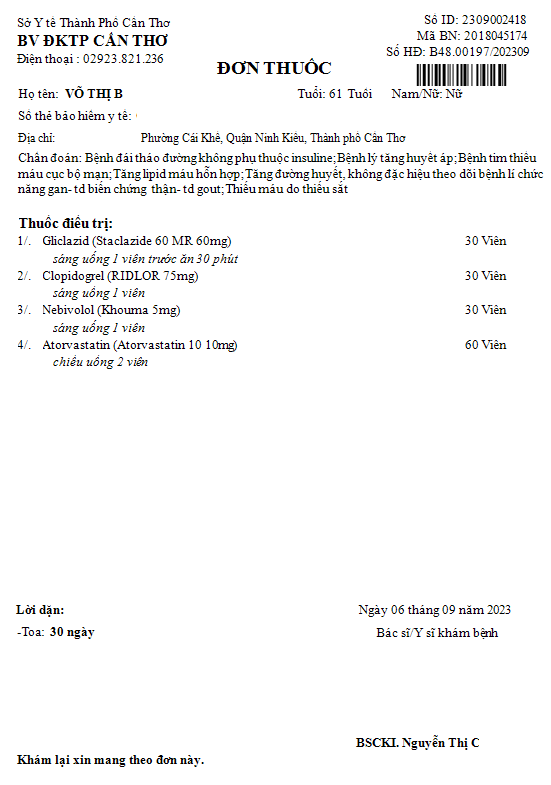 Sở Y tế Thành Phố Cần Thơ
BV ĐKTP CẦN THƠ
Điện thoại : 02923.821.236
Số ID: 2309002418
Mã BN: 2018045174
Số HĐ: B48.00197/202309
ĐƠN THUỐC
Họ tên: VÕ THỊ B Tuổi: 61 Tuổi Nam/Nữ: Nữ
Số thẻ bảo hiểm y tế:
Địa chỉ: Phường Cái Khế, Quận Ninh Kiều, Thành phố Cần Thơ
Chẩn đoán: Bệnh đái tháo đường không phụ thuộc insuline;Bệnh lý tăng huyết áp;Bệnh tim thiếu
máu cục bộ mạn;Tăng lipid máu hỗn hợp;Tăng đường huyết, không đặc hiệu theo dõi bệnh lí chức
năng gan- td biến chứng thận- td gout;Thiếu máu do thiếu sắt
Thuốc điều trị:
1/. Gliclazid (Staclazide 60 MR 60mg) 30 Viên
sáng uống 1 viên trước ăn 30 phút
2/. Clopidogrel (RIDLOR 75mg) 30 Viên
sáng uống 1 viên
3/. Nebivolol (Khouma 5mg) 30 Viên
sáng uống 1 viên
4/. Atorvastatin (Atorvastatin 10 10mg) 60 Viên
chiều uống 2 viên
Lời dặn:
-Toa: 30 ngày
Ngày 06 tháng 09 năm 2023
Bác sĩ/Y sĩ khám bệnh
BSCKI. Nguyễn Thị C
Khám lại xin mang theo đơn này.